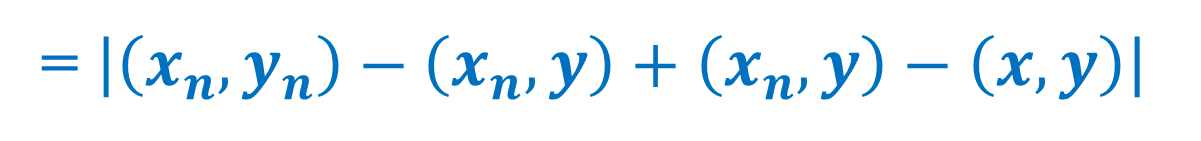 = |(xₙ, yₙ) − (xₙ, y) + (xₙ, y) − (x, y)|